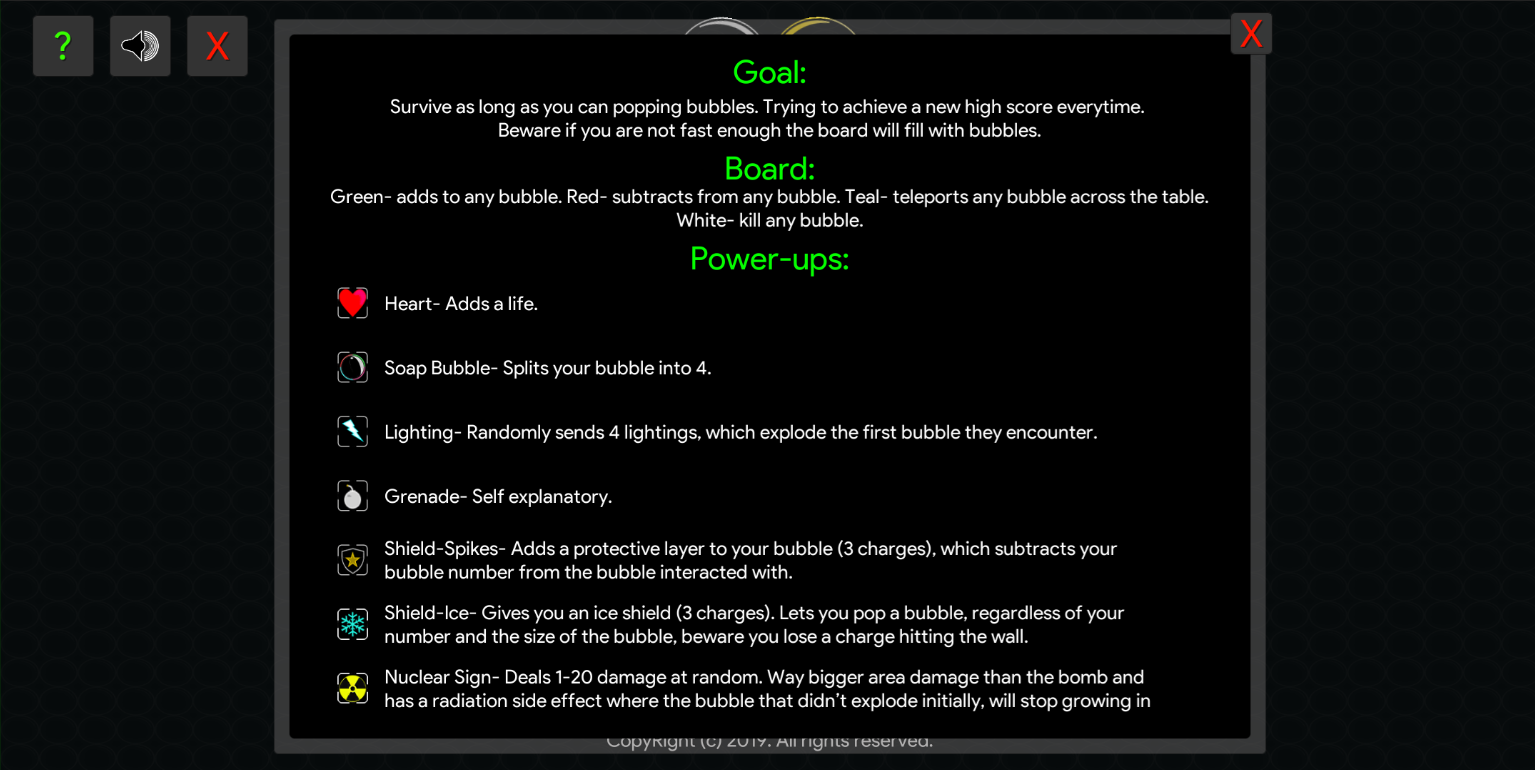 ?
X
X
Goal:
Survive as long as you can popping bubbles. Trying to achieve a new high score everytime.
Beware if you are not fast enough the board will fill with bubbles.
Board:
Green- adds to any bubble. Red- subtracts from any bubble. Teal- teleports any bubble across the table.
White- kill any bubble.
Power-ups:
Heart- Adds a life.
Soap Bubble- Splits your bubble into 4.
Lighting- Randomly sends 4 lightings, which explode the first bubble they encounter.
Grenade- Self explanatory.
Shield-Spikes- Adds a protective layer to your bubble (3 charges), which subtracts your
bubble number from the bubble interacted with.
Shield-Ice- Gives you an ice shield (3 charges). Lets you pop a bubble, regardless of your
number and the size of the bubble, beware you lose a charge hitting the wall.
Nuclear Sign- Deals 1-20 damage at random. Way bigger area damage than the bomb and
has a radiation side effect where the bubble that didn't explode initially, will stop growing in
CopyRight (c) 2019. All rights reserved.